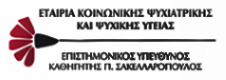 ΕΤΑΙΡΙΑ ΚΟΙΝΩΝΙΚΗΣ ΨΥΧΙΑΤΡΙΚΗΣ
ΚΑΙ ΨΥΧΙΚΗΣ ΥΓΕΙΑΣ
ΕΠΙΣΤΗΜΟΝΙΚΟΣ ΥΠΕΥΘΥΝΟΣ
ΚΑΘΗΓΗΤΗΣ Π. ΣΑΚΕΛΛΑΡΟΠΟΥΛΟΣ